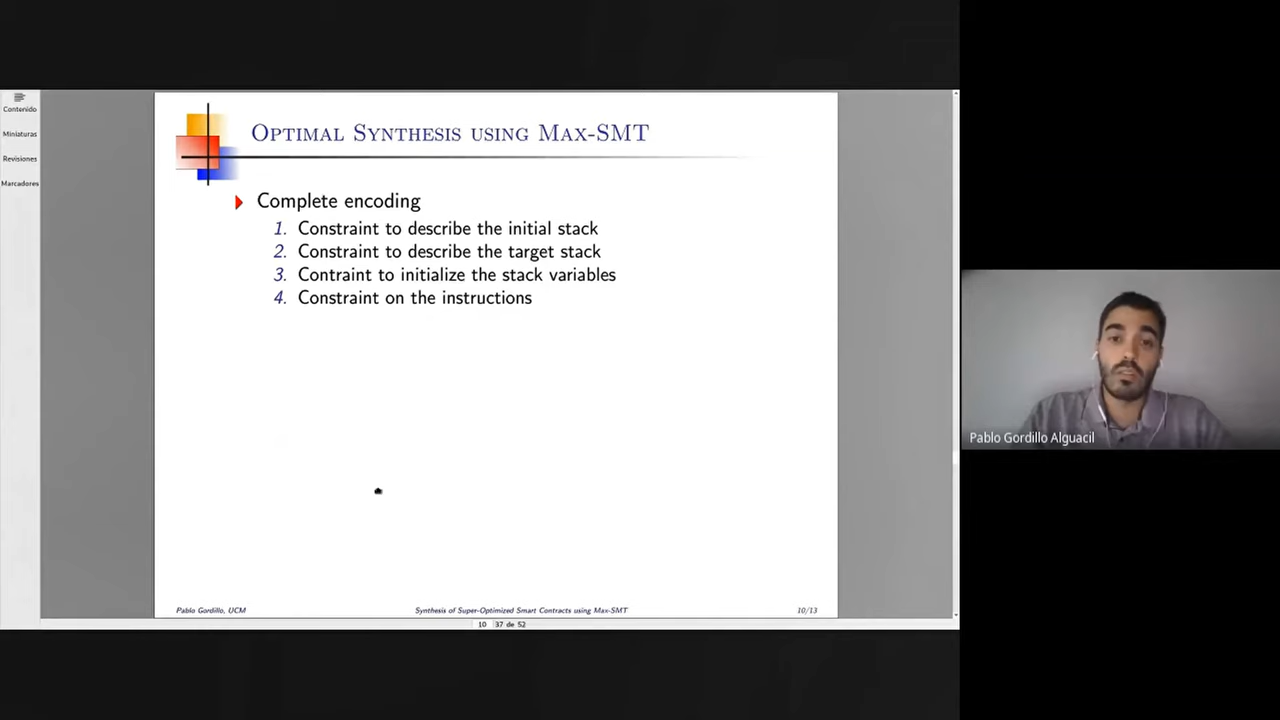 Contenido
Miniaturas
Revisiones
Marcadores
Optimal Synthesis using Max-SMT
Complete encoding
1. Constraint to describe the initial stack
2. Constraint to describe the target stack
3. Contraint to initialize the stack variables
4. Constraint on the instructions
Pablo Gordillo, UCM
Synthesis of Super-Optimized Smart Contracts using Max-SMT
10/13
10 37 de 52
Pablo Gordillo Alguacil